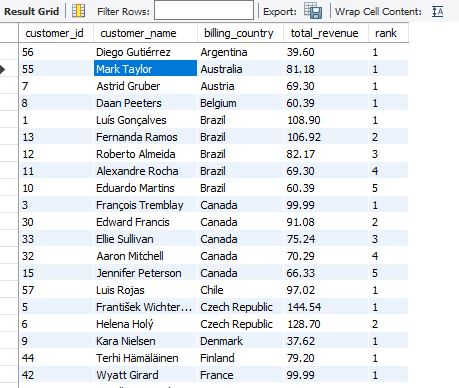 Result Grid Filter Rows: Export: Wrap Cell Content: IA
customer_id customer_name billing_country total_revenue rank
56 Diego Gutiérrez Argentina 39.60 1
55 Mark Taylor Australia 81.18 1
7 Astrid Gruber Austria 69.30 1
8 Daan Peeters Belgium 60.39 1
1 Luís Gonçalves Brazil 108.90 1
13 Fernanda Ramos Brazil 106.92 2
12 Roberto Almeida Brazil 82.17 3
11 Alexandre Rocha Brazil 69.30 4
10 Eduardo Martins Brazil 60.39 5
3 François Tremblay Canada 99.99 1
30 Edward Francis Canada 91.08 2
33 Ellie Sullivan Canada 75.24 3
32 Aaron Mitchell Canada 70.29 4
15 Jennifer Peterson Canada 66.33 5
57 Luis Rojas Chile 97.02 1
5 František Wichter... Czech Republic 144.54 1
6 Helena Holý Czech Republic 128.70 2
9 Kara Nielsen Denmark 37.62 1
44 Terhi Hämäläinen Finland 79.20 1
42 Wyatt Girard France 99.99 1